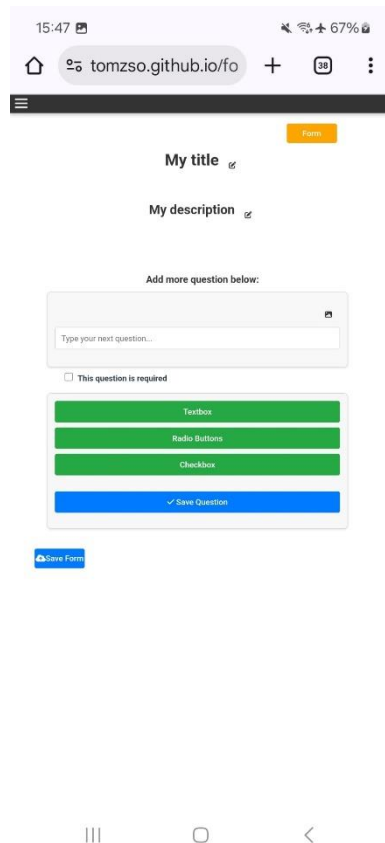 15:47
67%
tomzso.github.io/fo
38
Form
My title
My description
Add more question below:
Type your next question...
This question is required
Textbox
Radio Buttons
Checkbox
Save Question
Save Form